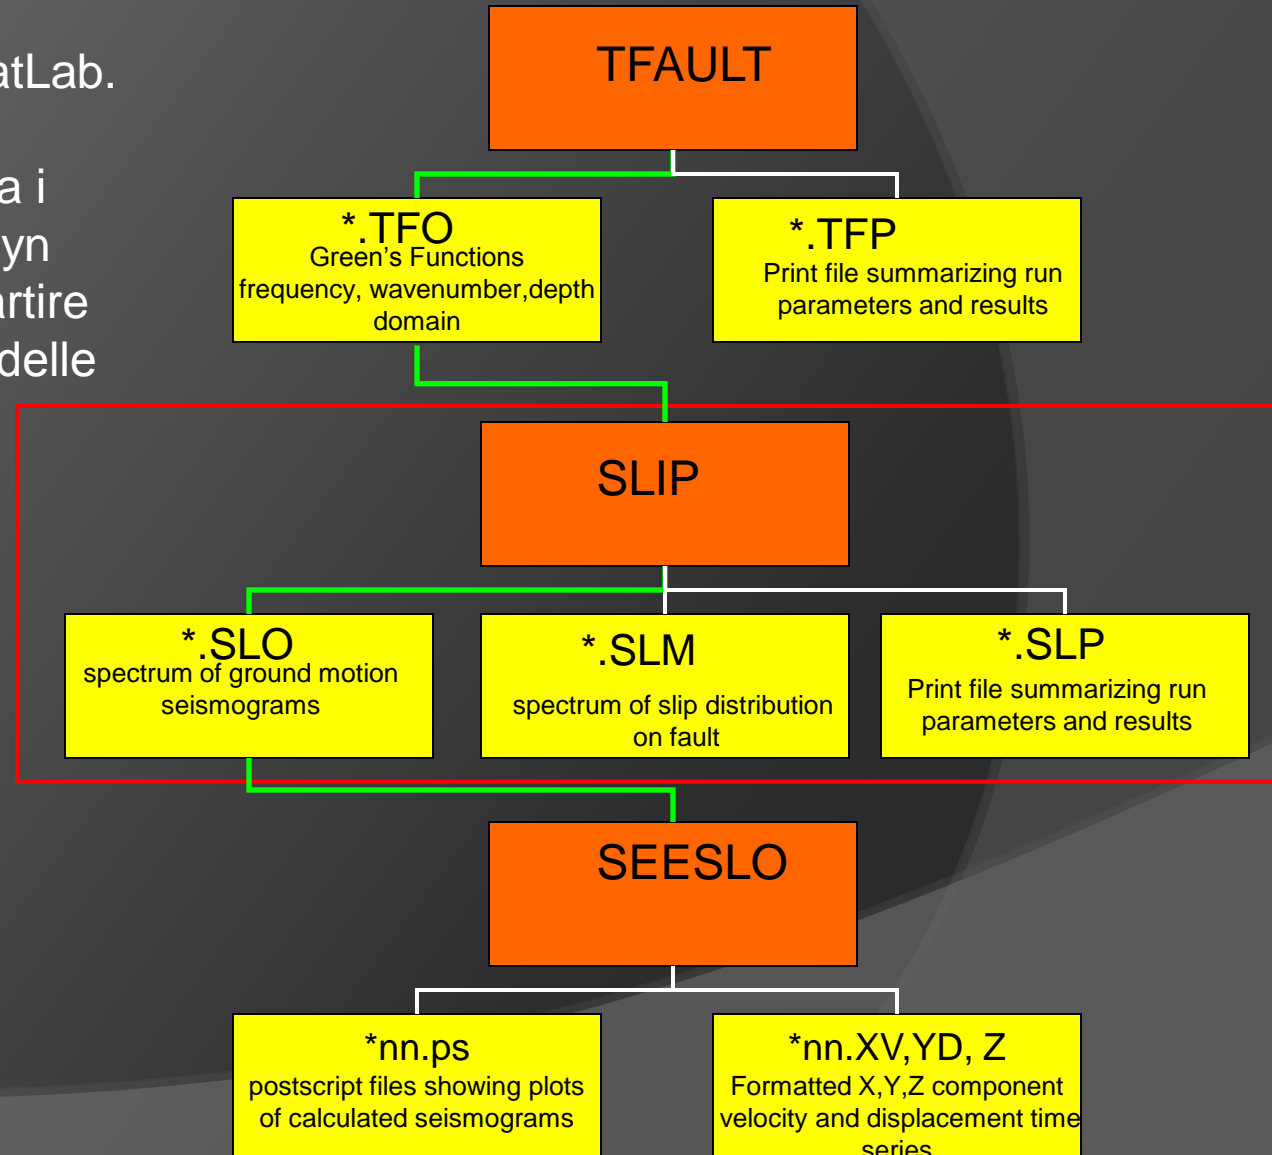 atLab.
a i
yn
artire
delle
TFAULT
*.TFO
Green's Functions
frequency, wavenumber,depth
domain
*.TFP
Print file summarizing run
parameters and results
SLIP
*.SLO
spectrum of ground motion
seismograms
*.SLM
spectrum of slip distribution
on fault
*.SLP
Print file summarizing run
parameters and results
SEESLO
*nn.ps
postscript files showing plots
of calculated seismograms
*nn.XV,YD, Z
Formatted X,Y,Z component
velocity and displacement time
series